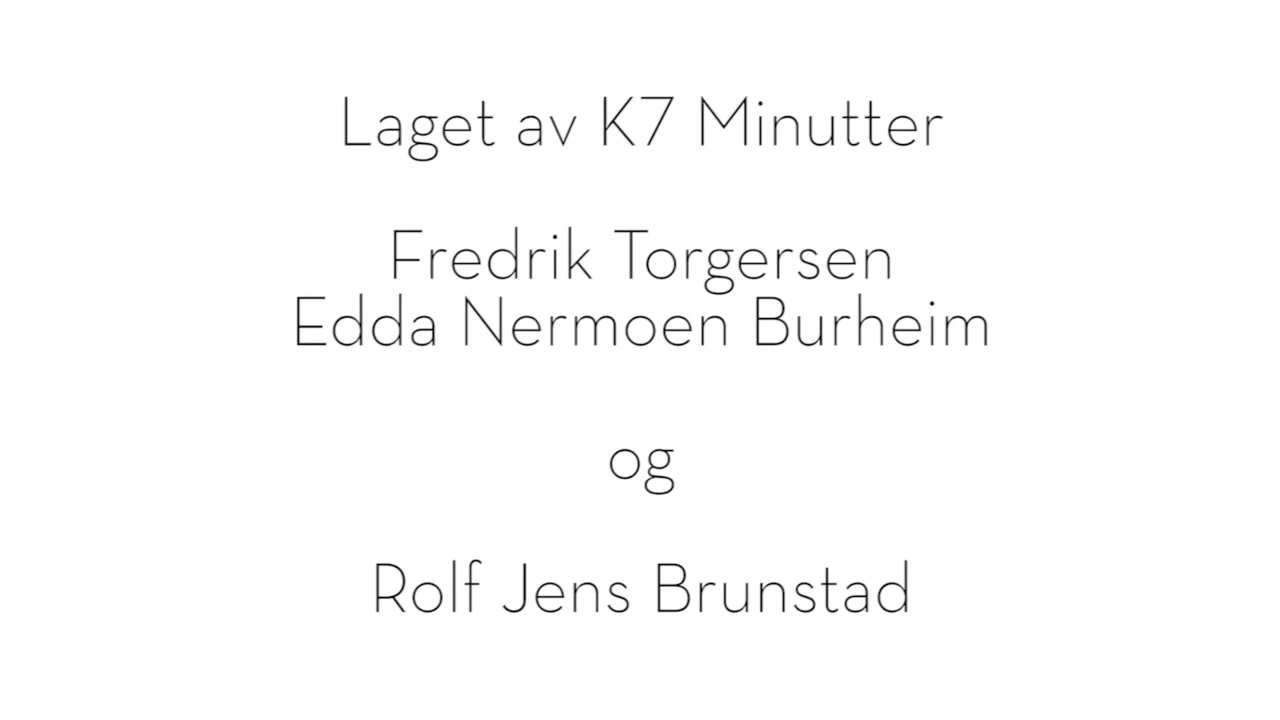 Laget av K7 Minutter
Fredrik Torgersen
Edda Nermoen Burheim
og
Rolf Jens Brunstad